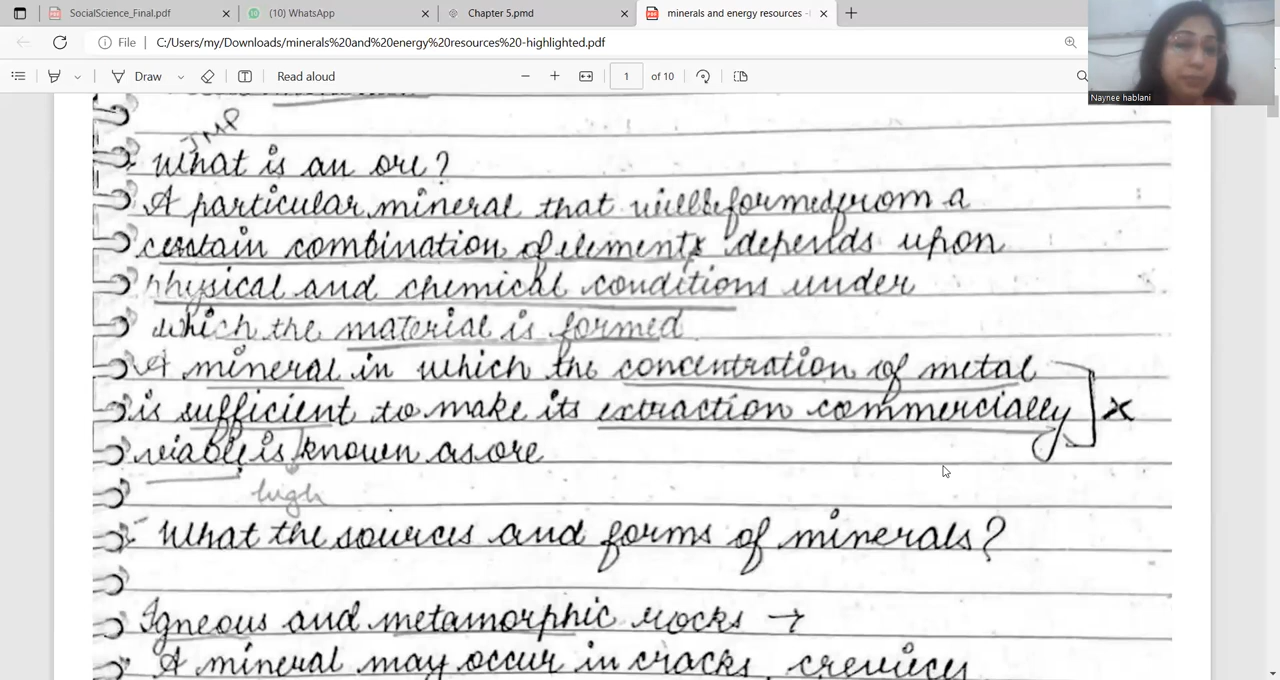 SocialScience_Final.pdf
(10) WhatsApp
Chapter 5.pmd
minerals and energy resources -
File
C:/Users/my/Downloads/minerals%20and%20energy%20resources%20-highlighted.pdf
Draw
Read aloud
1 of 10
Naynee hablani
IMP
What is an ore?
A particular mineral that will be formed from a
certain combination of elements depends upon
physical and chemical conditions under
which the material is formed
A mineral in which the concentration of metal
is sufficient to make its extraction commercially
viable is known as ore
high
What the sources and forms of minerals?
Igneous and metamorphic rocks →
A mineral may occur in cracks, crevices